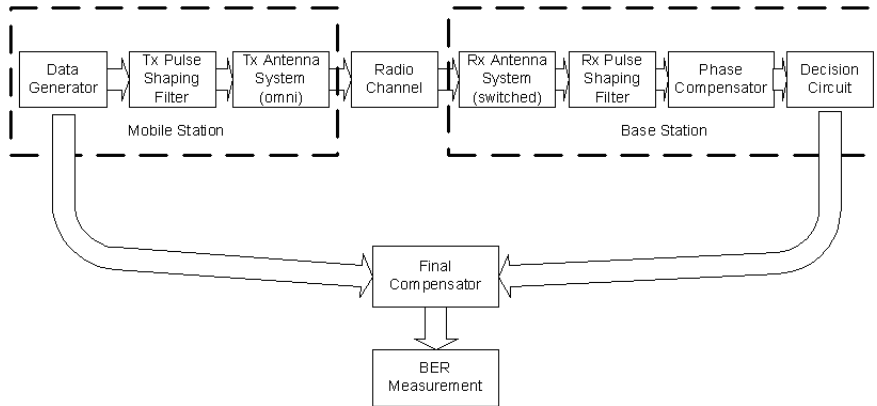 Data
Generator
Tx Pulse
Shaping
Filter
Tx Antenna
System
(omni)
Radio
Channel
Rx Antenna
System
(switched)
Rx Pulse
Shaping
Filter
Phase
Compensator
Decision
Circuit
Mobile Station
Base Station
Final
Compensator
BER
Measurement